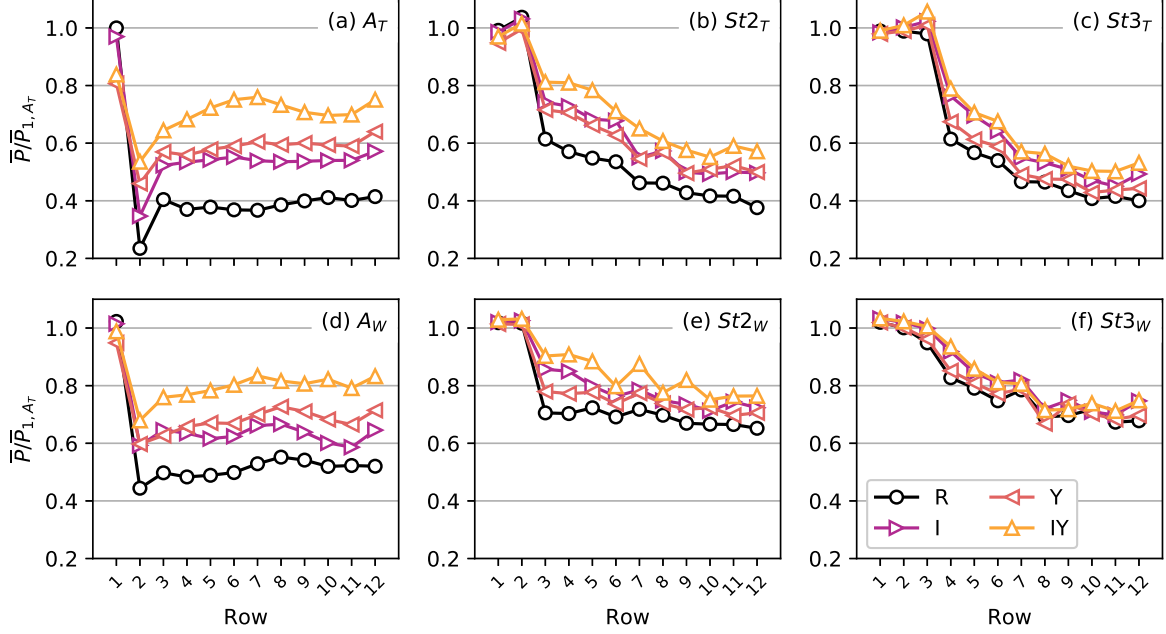 (a) A_T
(b) St2_T
(c) St3_T
P̅/P̅_{1,A_T}
1.0
0.8
0.6
0.4
0.2
1.0
0.8
0.6
0.4
0.2
1.0
0.8
0.6
0.4
0.2
(d) A_W
(e) St2_W
(f) St3_W
P̅/P̅_{1,A_T}
1.0
0.8
0.6
0.4
0.2
1.0
0.8
0.6
0.4
0.2
1.0
0.8
0.6
0.4
0.2
R
Y
I
IY
1 2 3 4 5 6 7 8 9 10 11 12
1 2 3 4 5 6 7 8 9 10 11 12
1 2 3 4 5 6 7 8 9 10 11 12
Row
Row
Row